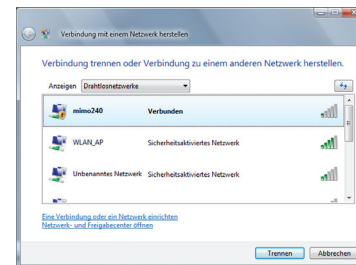 Verbindung mit einem Netzwerk herstellen
Verbindung trennen oder Verbindung zu einem anderen Netzwerk herstellen.
Anzeigen Drahtlosnetzwerke
mimo240 Verbunden
WLAN_AP Sicherheitsaktiviertes Netzwerk
Unbenanntes Netzwerk Sicherheitsaktiviertes Netzwerk
Eine Verbindung oder ein Netzwerk einrichten
Netzwerk- und Freigabecenter öffnen
Trennen Abbrechen